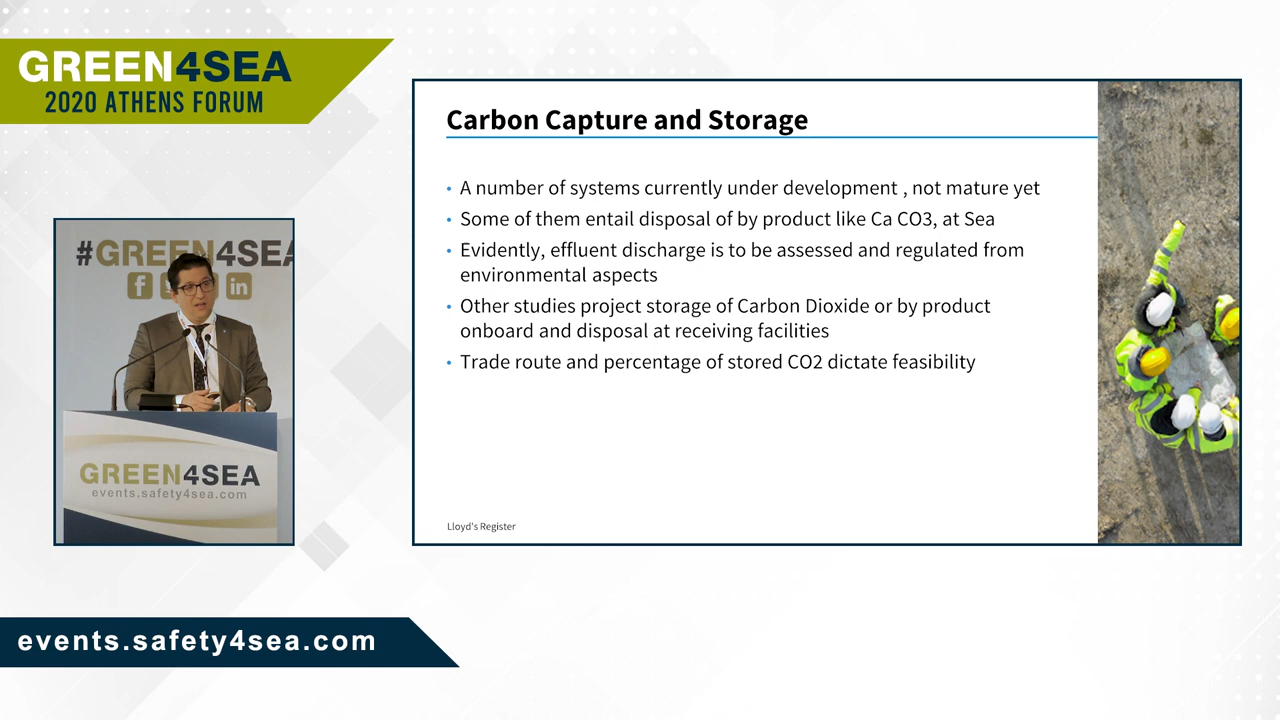 GREEN4SEA
2020 ATHENS FORUM
#GREEN4SEA
GREEN4SEA
events.safety4sea.com
Carbon Capture and Storage
• A number of systems currently under development , not mature yet
• Some of them entail disposal of by product like Ca CO3, at Sea
• Evidently, effluent discharge is to be assessed and regulated from
environmental aspects
• Other studies project storage of Carbon Dioxide or by product
onboard and disposal at receiving facilities
• Trade route and percentage of stored CO2 dictate feasibility
Lloyd's Register
events.safety4sea.com